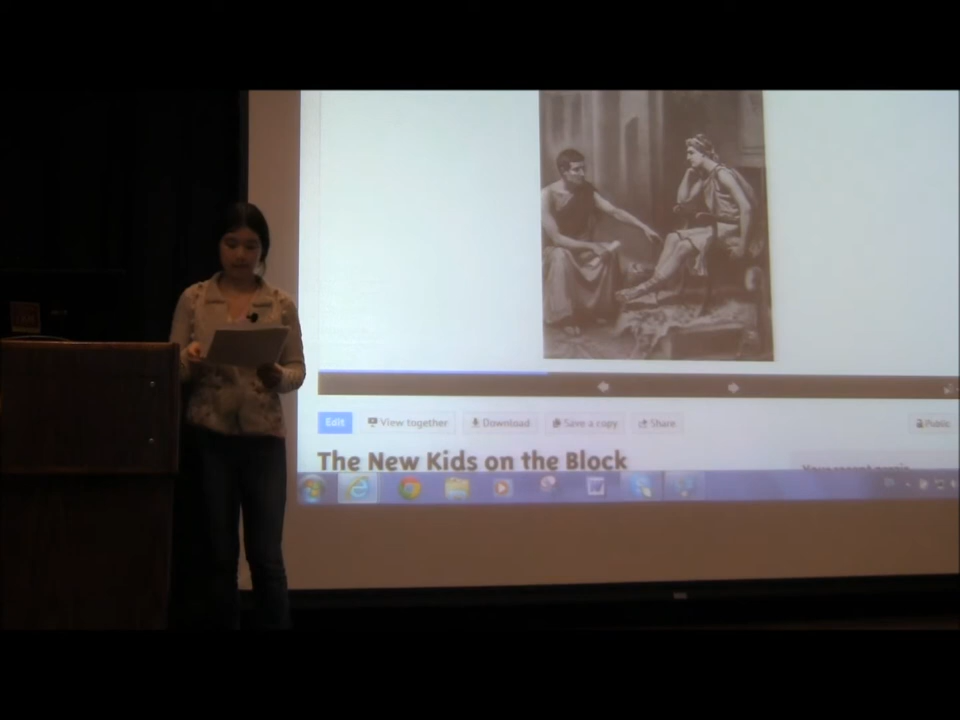 Edit View together Download Save a copy Share Public
The New Kids on the Block